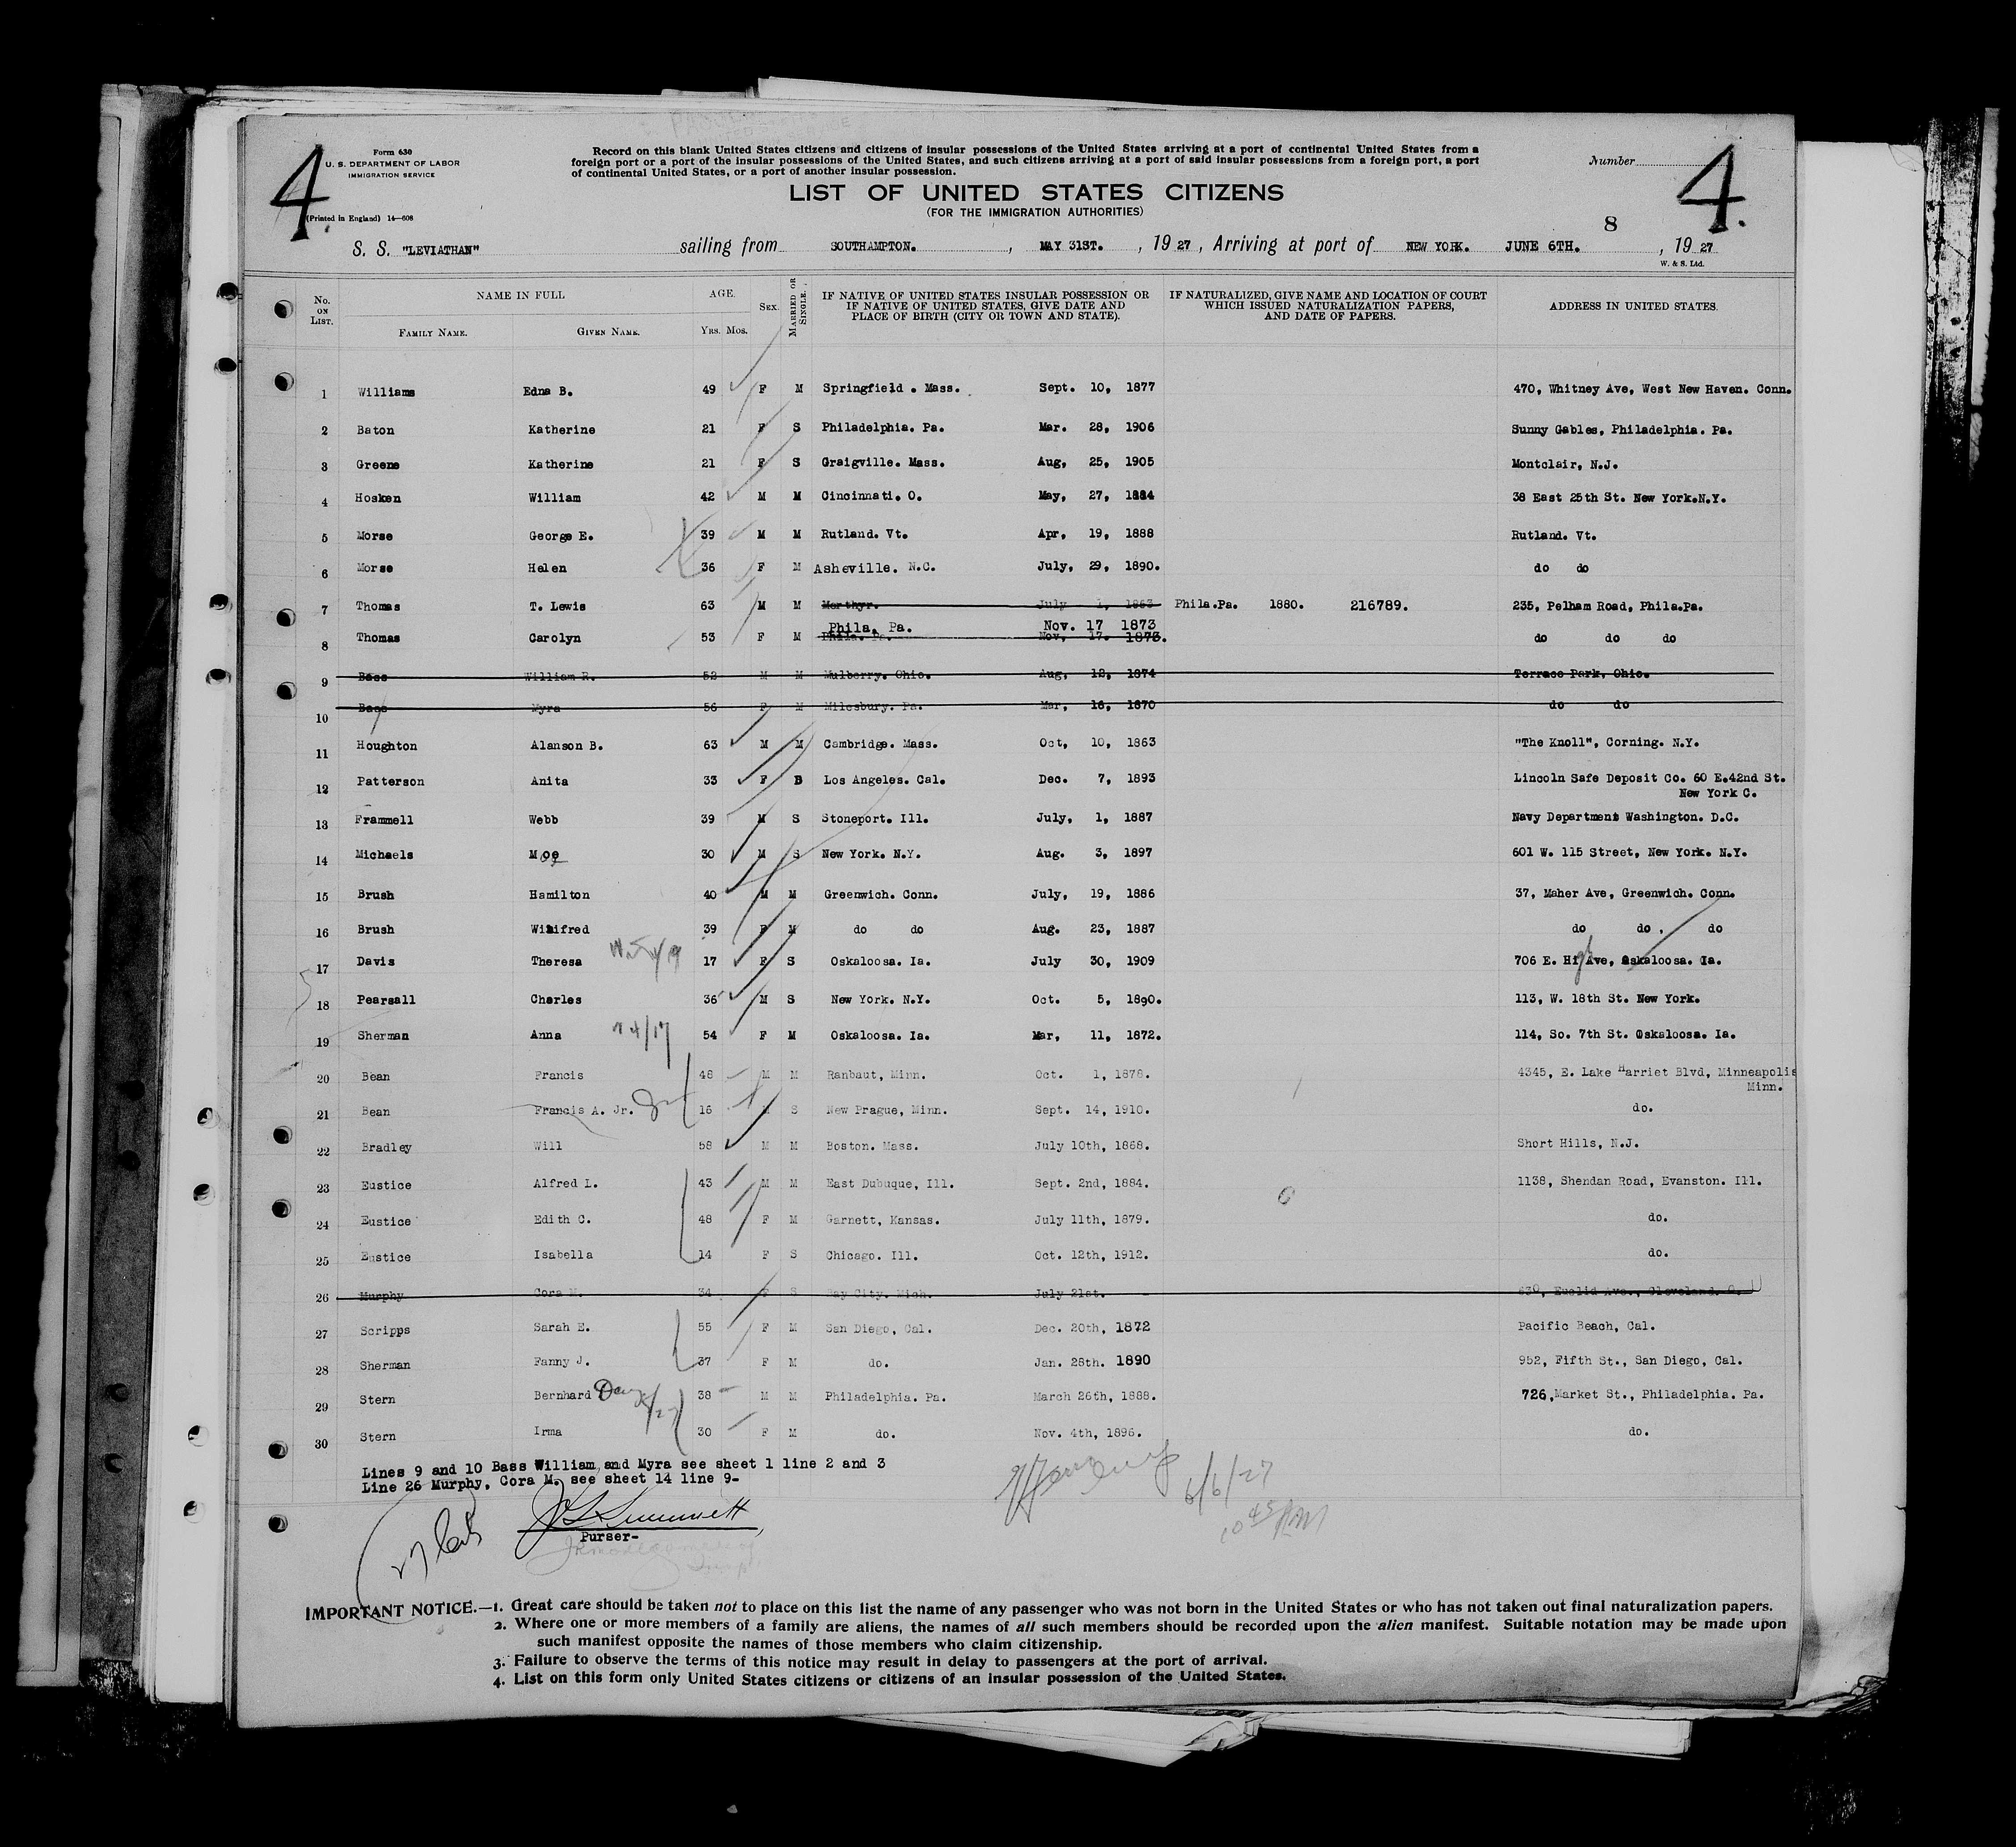 4.
Form 630
U. S. DEPARTMENT OF LABOR
IMMIGRATION SERVICE
(Printed in England) 14—608
Record on this blank United States citizens and citizens of insular possessions of the United States arriving at a port of continental United States from a
foreign port or a port of the insular possessions of the United States, and such citizens arriving at a port of said insular possessions from a foreign port, a port
of continental United States, or a port of another insular possession.
Number
4.
LIST OF UNITED STATES CITIZENS
(FOR THE IMMIGRATION AUTHORITIES)
8
S. S. "LEVIATHAN" sailing from SOUTHAMPTON. , MAY 31ST. , 1927 , Arriving at port of NEW YORK. JUNE 6TH. , 1927
W. & S. Ltd.
No. ON LIST. NAME IN FULL AGE. SEX. MARRIED OR SINGLE. IF NATIVE OF UNITED STATES INSULAR POSSESSION OR IF NATIVE OF UNITED STATES, GIVE DATE AND PLACE OF BIRTH (CITY OR TOWN AND STATE). IF NATURALIZED, GIVE NAME AND LOCATION OF COURT WHICH ISSUED NATURALIZATION PAPERS, AND DATE OF PAPERS. ADDRESS IN UNITED STATES.
FAMILY NAME. GIVEN NAME. YRS. MOS.
1 Williams Edna B. 49 F M Springfield . Mass. Sept. 10, 1877 470, Whitney Ave, West New Haven. Conn.
2 Baton Katherine 21 F S Philadelphia. Pa. Mar. 28, 1906 Sunny Gables, Philadelphia. Pa.
3 Greene Katherine 21 F S Graigville. Mass. Aug, 25, 1905 Montclair, N.J.
4 Hosken William 42 M M Cincinnati. O. May, 27, 1884 38 East 25th St. New York.N.Y.
5 Morse George E. 39 M M Rutland. Vt. Apr, 19, 1888 Rutland. Vt.
6 Morse Helen 36 F M Asheville. N.C. July, 29, 1890. do do
7 Thomas T. Lewis 63 M M Merthyr. July 1, 1863 Phila.Pa. 1880. 216789. 235, Pelham Road, Phila.Pa.
Phila. Pa. Nov. 17 1873
8 Thomas Carolyn 53 F M Phila. Pa. Nov, 17. 1873. do do do
9 Bass William R. 52 M M Mulberry. Ohio. Aug, 12, 1874 Terrace Park, Ohio.
10 Bass Myra 56 F M Milesbury. Pa. Mar, 16, 1870 do do
11 Houghton Alanson B. 63 M M Cambridge. Mass. Oct, 10, 1863 "The Knoll", Corning. N.Y.
12 Patterson Anita 33 F D Los Angeles. Cal. Dec. 7, 1893 Lincoln Safe Deposit Co. 60 E.42nd St.
New York C.
13 Frammell Webb 39 M S Stoneport. Ill. July, 1, 1887 Navy Department Washington. D.C.
14 Michaels Moe 30 M S New York. N.Y. Aug. 3, 1897 601 W. 115 Street, New York. N.Y.
15 Brush Hamilton 40 M M Greenwich. Conn. July, 19, 1886 37, Maher Ave, Greenwich. Conn.
16 Brush Winifred 39 F M do do Aug. 23, 1887 do do . do
17 Davis Theresa 17 F S Oskaloosa. Ia. July 30, 1909 706 E. Hi Ave, Oskaloosa. Ia.
18 Pearsall Charles 36 M S New York. N.Y. Oct. 5, 1890. 113, W. 18th St. New York.
19 Sherman Anna 54 F M Oskaloosa. Ia. Mar, 11, 1872. 114, So. 7th St. Oskaloosa. Ia.
20 Bean Francis 48 M M Ranbaut, Minn. Oct. 1, 1878. 4345, E. Lake Harriet Blvd, Minneapolis
Minn.
21 Bean Francis A. Jr. 16 M S New Prague, Minn. Sept. 14, 1910. do.
22 Bradley Will 58 M M Boston. Mass. July 10th, 1868. Short Hills, N.J.
23 Eustice Alfred L. 43 M M East Dubuque, Ill. Sept. 2nd, 1884. 1138, Shendan Road, Evanston. Ill.
24 Eustice Edith C. 48 F M Garnett, Kansas. July 11th, 1879. do.
25 Eustice Isabella 14 F S Chicago. Ill. Oct. 12th, 1912. do.
26 Murphy Cora M. 34 F S Bay City. Mich. July 21st. 630, Euclid Ave., Cleveland. O.
27 Scripps Sarah E. 55 F M San Diego, Cal. Dec. 20th, 1872 Pacific Beach, Cal.
28 Sherman Fanny J. 37 F M do. Jan. 28th. 1890 952, Fifth St., San Diego, Cal.
29 Stern Bernhard 38 M M Philadelphia. Pa. March 26th, 1888. 726,Market St., Philadelphia. Pa.
30 Stern Irma 30 F M do. Nov. 4th, 1896. do.
Lines 9 and 10 Bass William, and Myra see sheet 1 line 2 and 3
Line 26 Murphy, Cora M. see sheet 14 line 9-
6/6/27
10 45 PM
Purser-
IMPORTANT NOTICE.—1. Great care should be taken not to place on this list the name of any passenger who was not born in the United States or who has not taken out final naturalization papers.
2. Where one or more members of a family are aliens, the names of all such members should be recorded upon the alien manifest. Suitable notation may be made upon
such manifest opposite the names of those members who claim citizenship.
3. Failure to observe the terms of this notice may result in delay to passengers at the port of arrival.
4. List on this form only United States citizens or citizens of an insular possession of the United States.